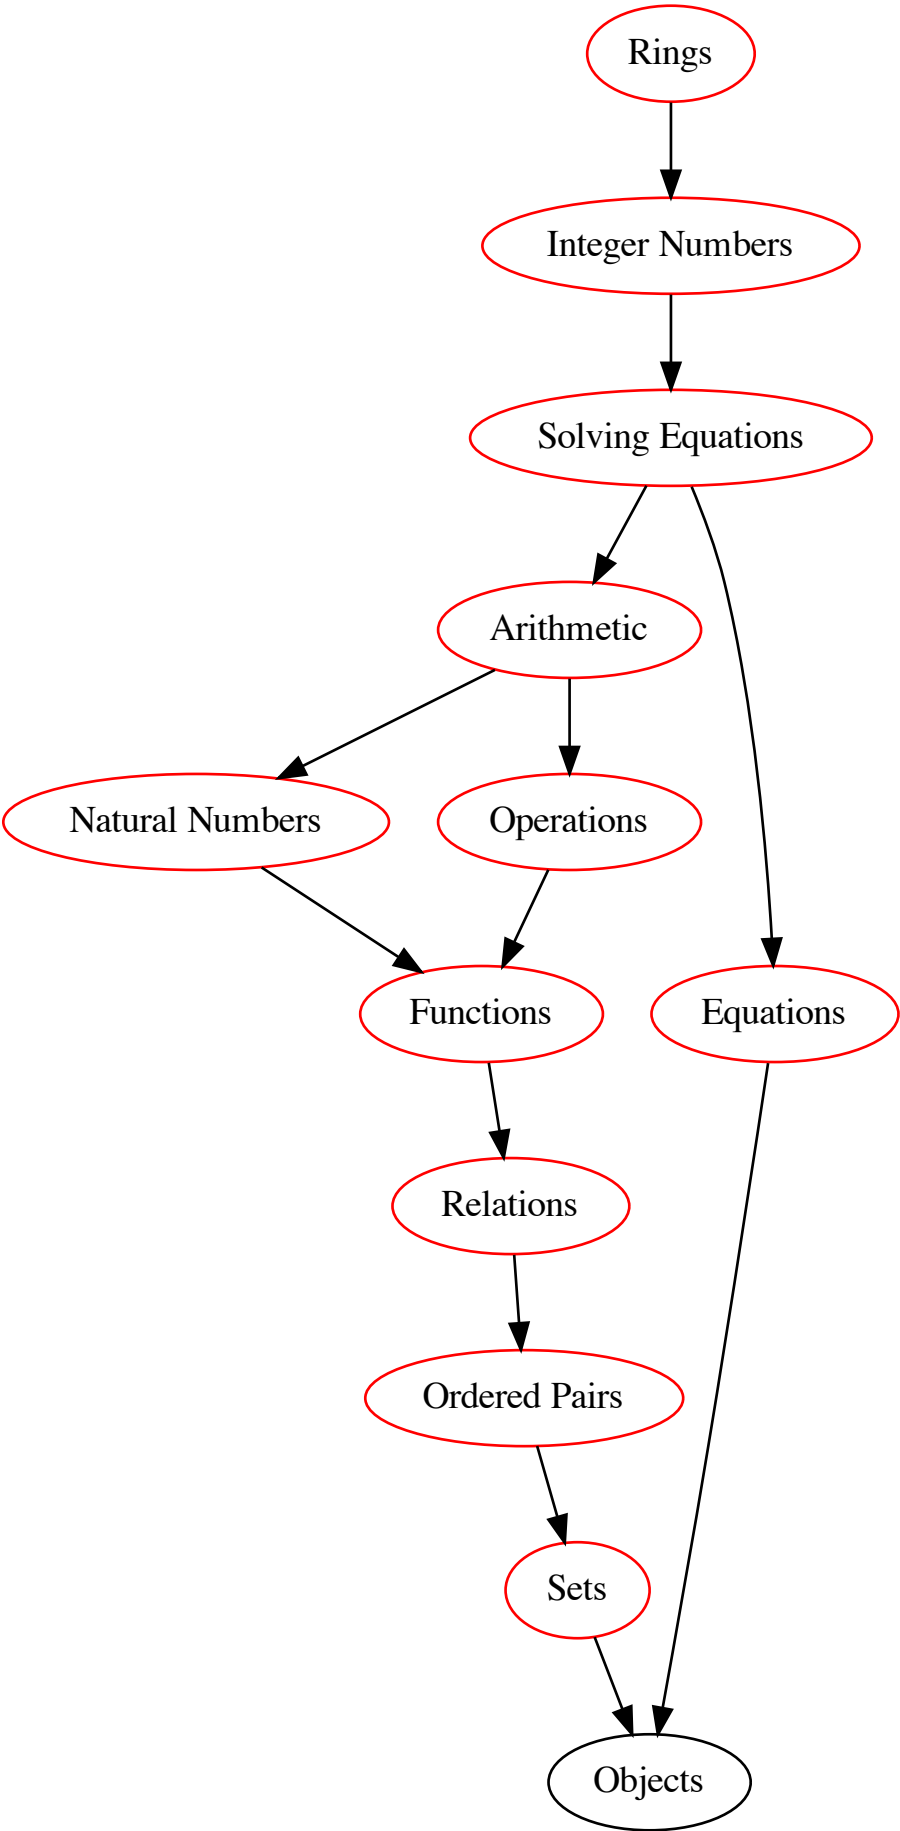 Rings
Integer Numbers
Solving Equations
Arithmetic
Natural Numbers
Operations
Functions
Equations
Relations
Ordered Pairs
Sets
Objects